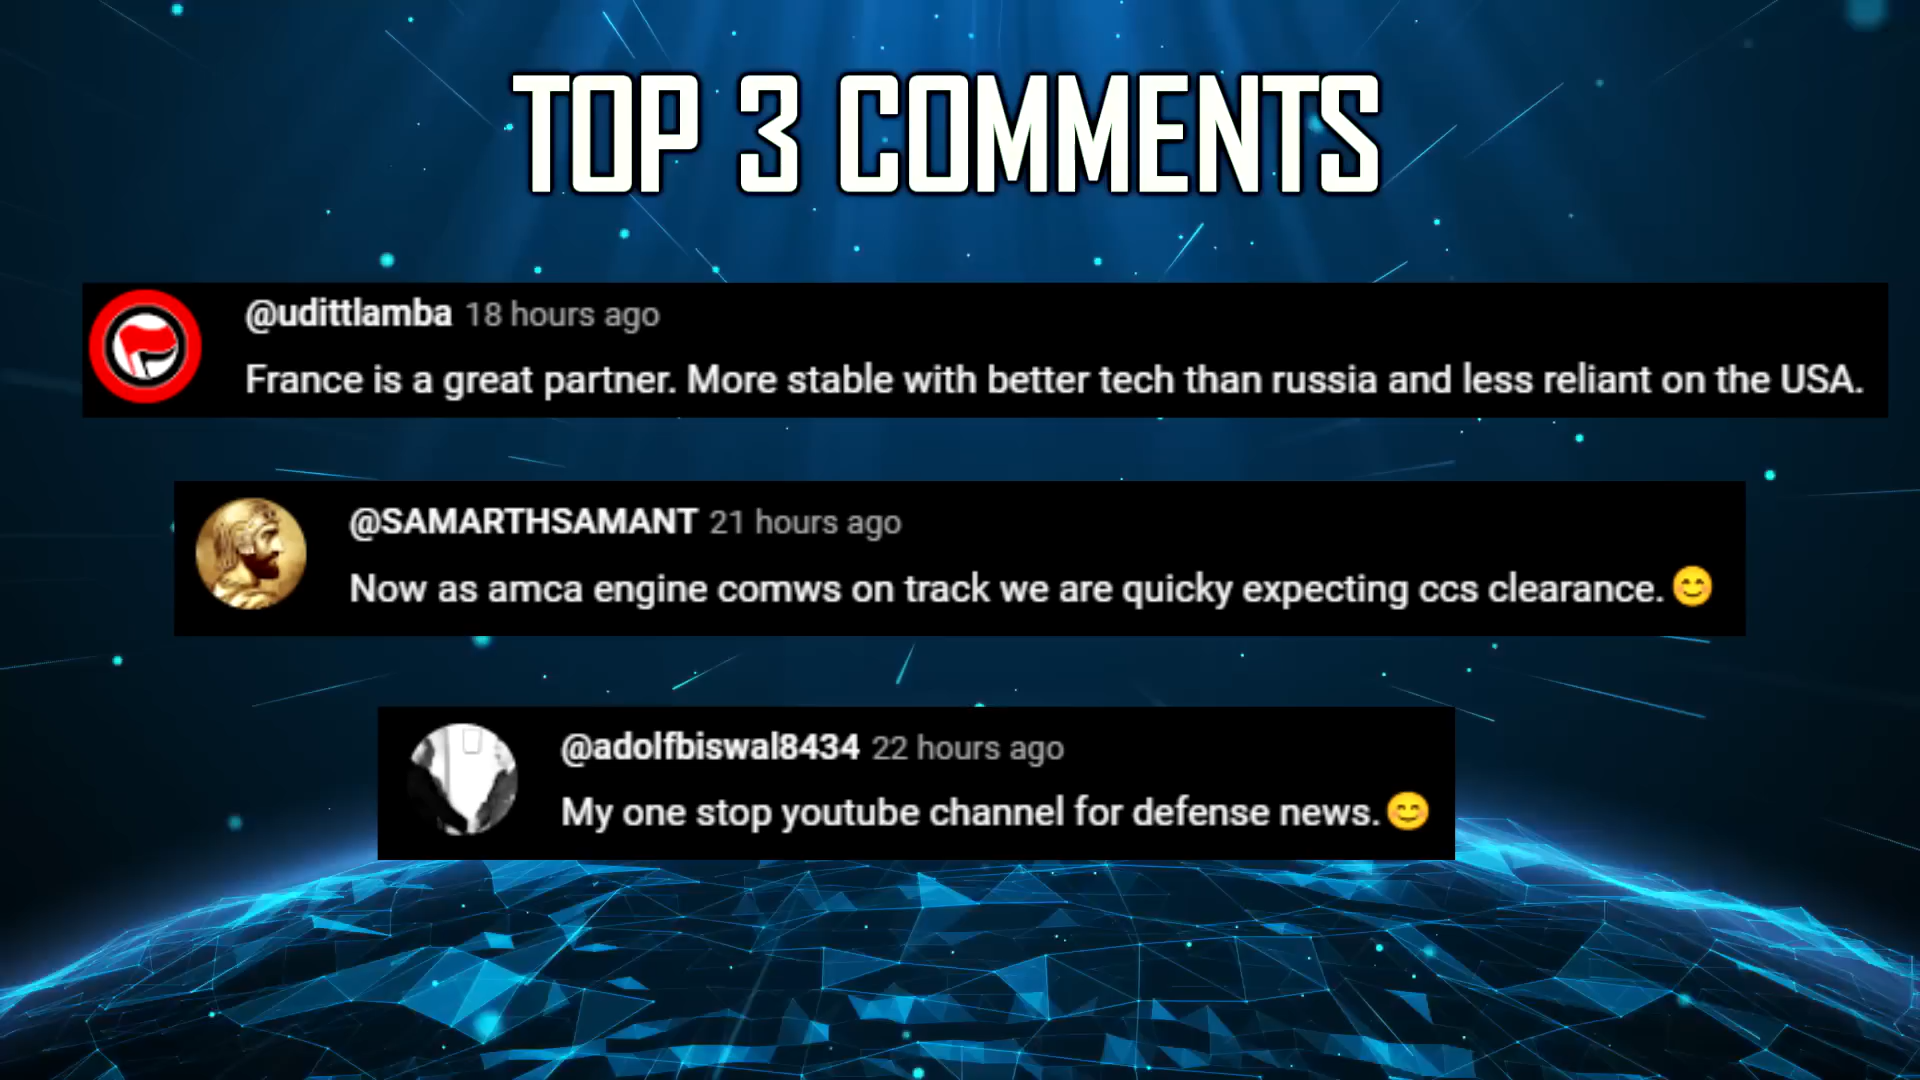 TOP 3 COMMENTS
@udittlamba 18 hours ago
France is a great partner. More stable with better tech than russia and less reliant on the USA.
@SAMARTHSAMANT 21 hours ago
Now as amca engine comws on track we are quicky expecting ccs clearance.😊
@adolfbiswal8434 22 hours ago
My one stop youtube channel for defense news.😊